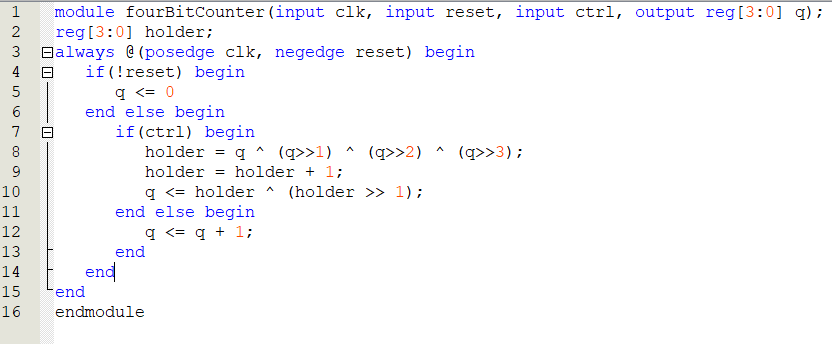 1 module fourBitCounter(input clk, input reset, input ctrl, output reg[3:0] q);
2 reg[3:0] holder;
3 always @(posedge clk, negedge reset) begin
4 if(!reset) begin
5 q <= 0
6 end else begin
7 if(ctrl) begin
8 holder = q ^ (q>>1) ^ (q>>2) ^ (q>>3);
9 holder = holder + 1;
10 q <= holder ^ (holder >> 1);
11 end else begin
12 q <= q + 1;
13 end
14 end
15 end
16 endmodule